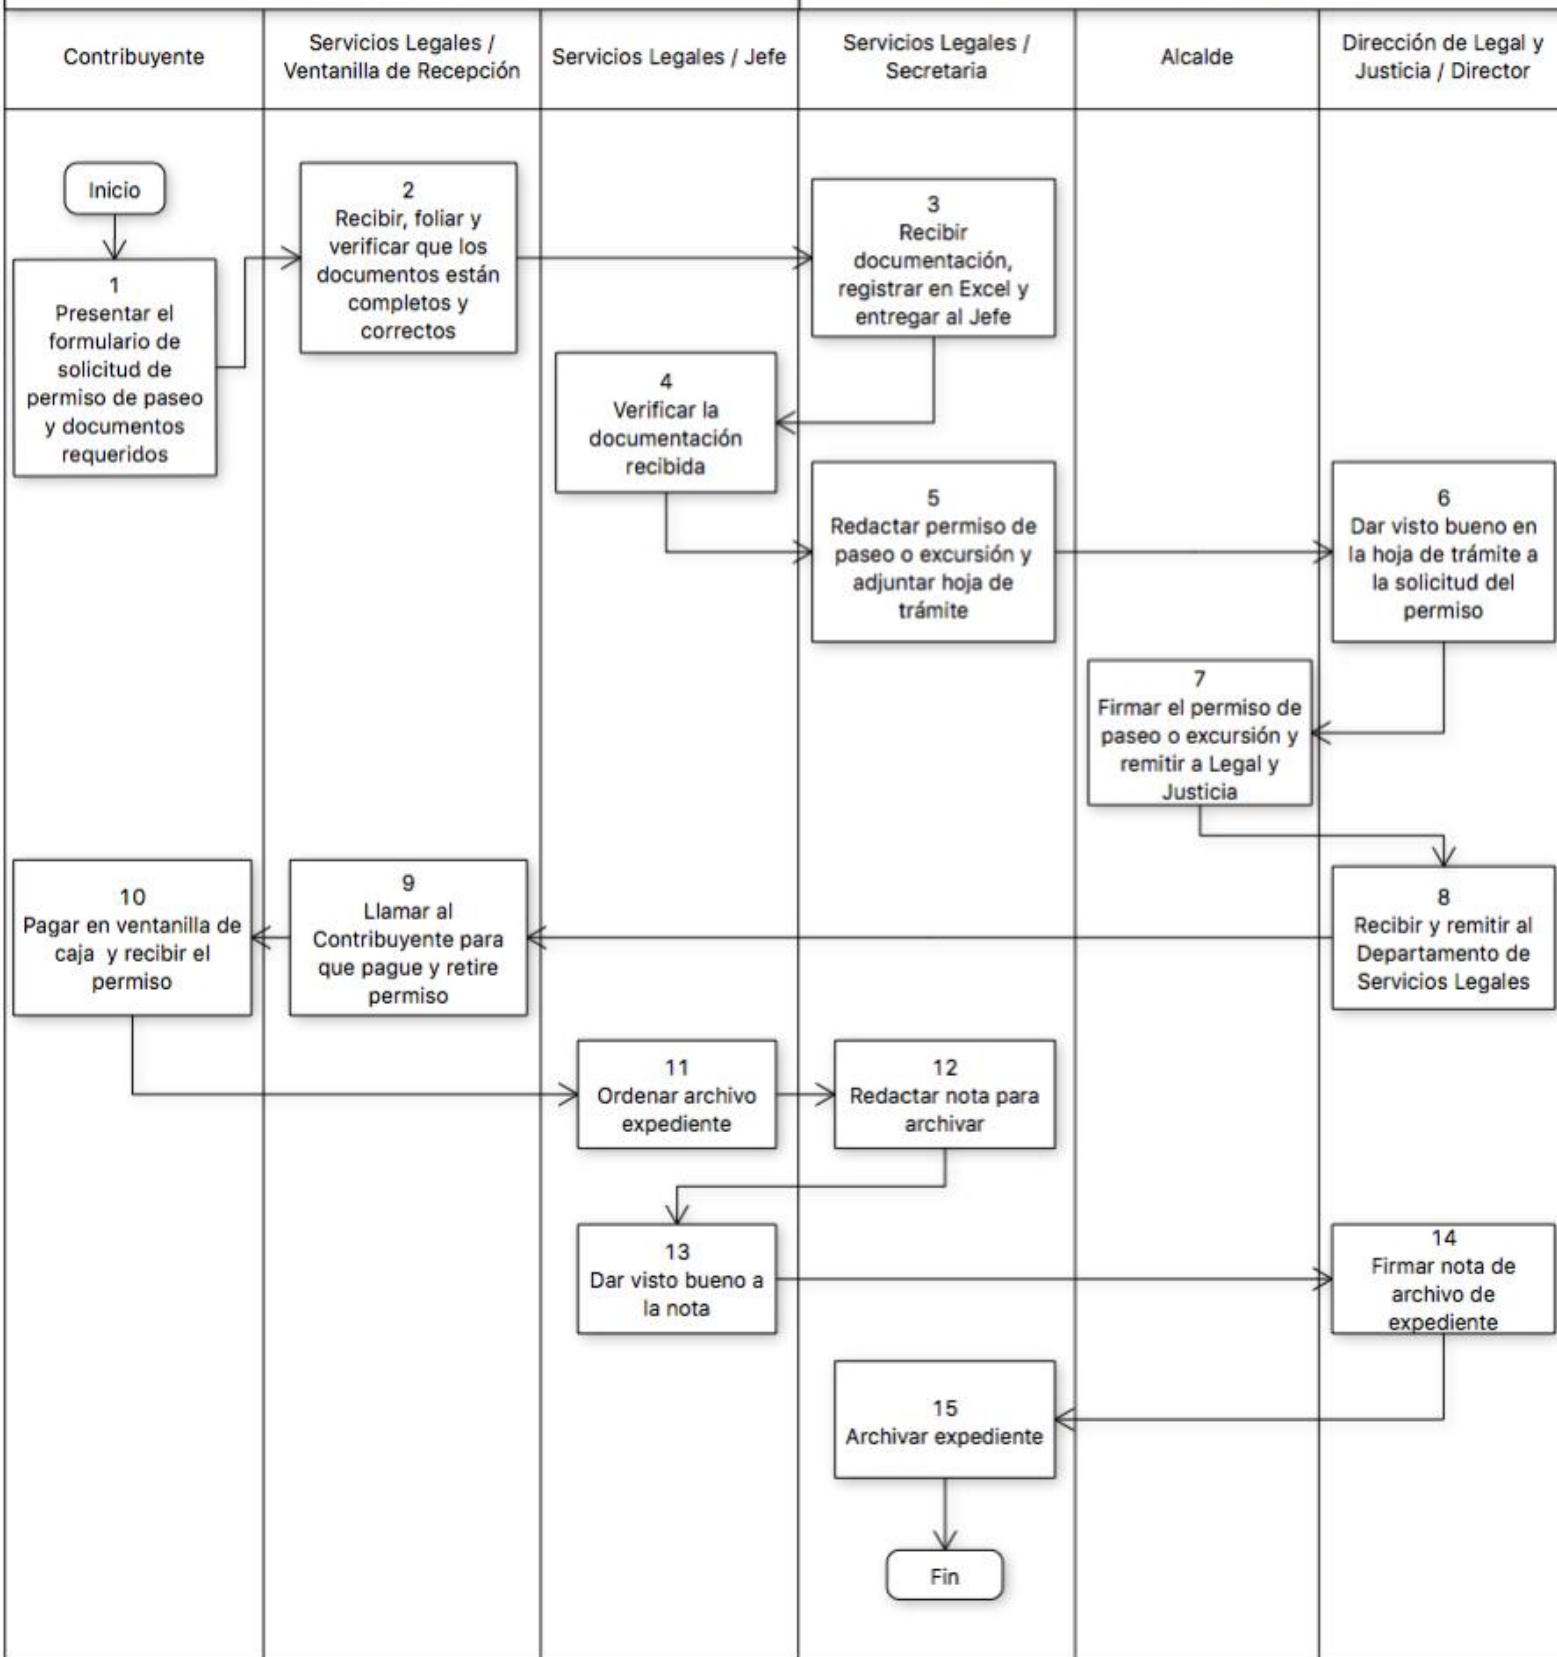 Contribuyente
Servicios Legales /
Ventanilla de Recepción
Servicios Legales / Jefe
Servicios Legales /
Secretaria
Alcalde
Dirección de Legal y
Justicia / Director
Inicio
1
Presentar el
formulario de
solicitud de
permiso de paseo
y documentos
requeridos
2
Recibir, foliar y
verificar que los
documentos están
completos y
correctos
3
Recibir
documentación,
registrar en Excel y
entregar al Jefe
4
Verificar la
documentación
recibida
5
Redactar permiso de
paseo o excursión y
adjuntar hoja de
trámite
6
Dar visto bueno en
la hoja de trámite a
la solicitud del
permiso
7
Firmar el permiso de
paseo o excursión y
remitir a Legal y
Justicia
8
Recibir y remitir al
Departamento de
Servicios Legales
9
Llamar al
Contribuyente para
que pague y retire
permiso
10
Pagar en ventanilla de
caja y recibir el
permiso
11
Ordenar archivo
expediente
12
Redactar nota para
archivar
13
Dar visto bueno a
la nota
14
Firmar nota de
archivo de
expediente
15
Archivar expediente
Fin